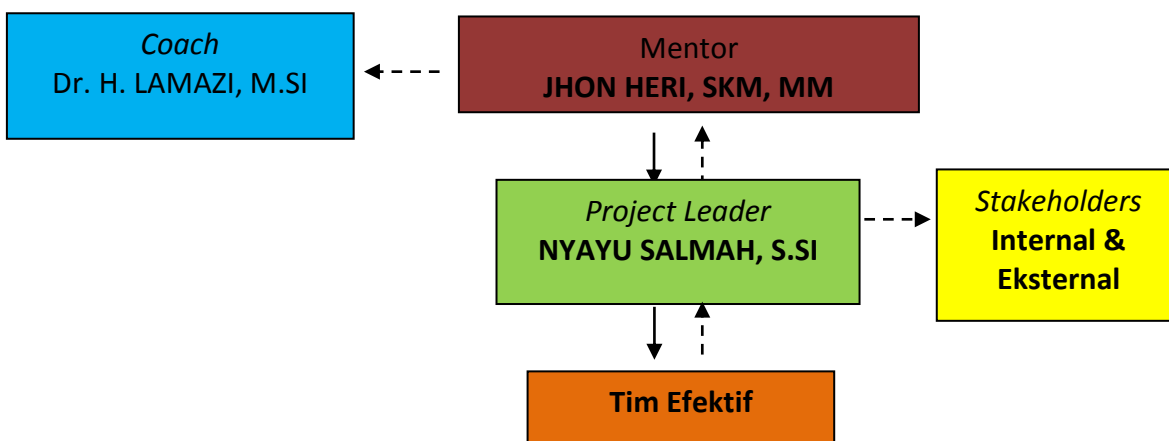 Coach
Dr. H. LAMAZI, M.SI
Mentor
JHON HERI, SKM, MM
Project Leader
NYAYU SALMAH, S.SI
Stakeholders
Internal &
Eksternal
Tim Efektif